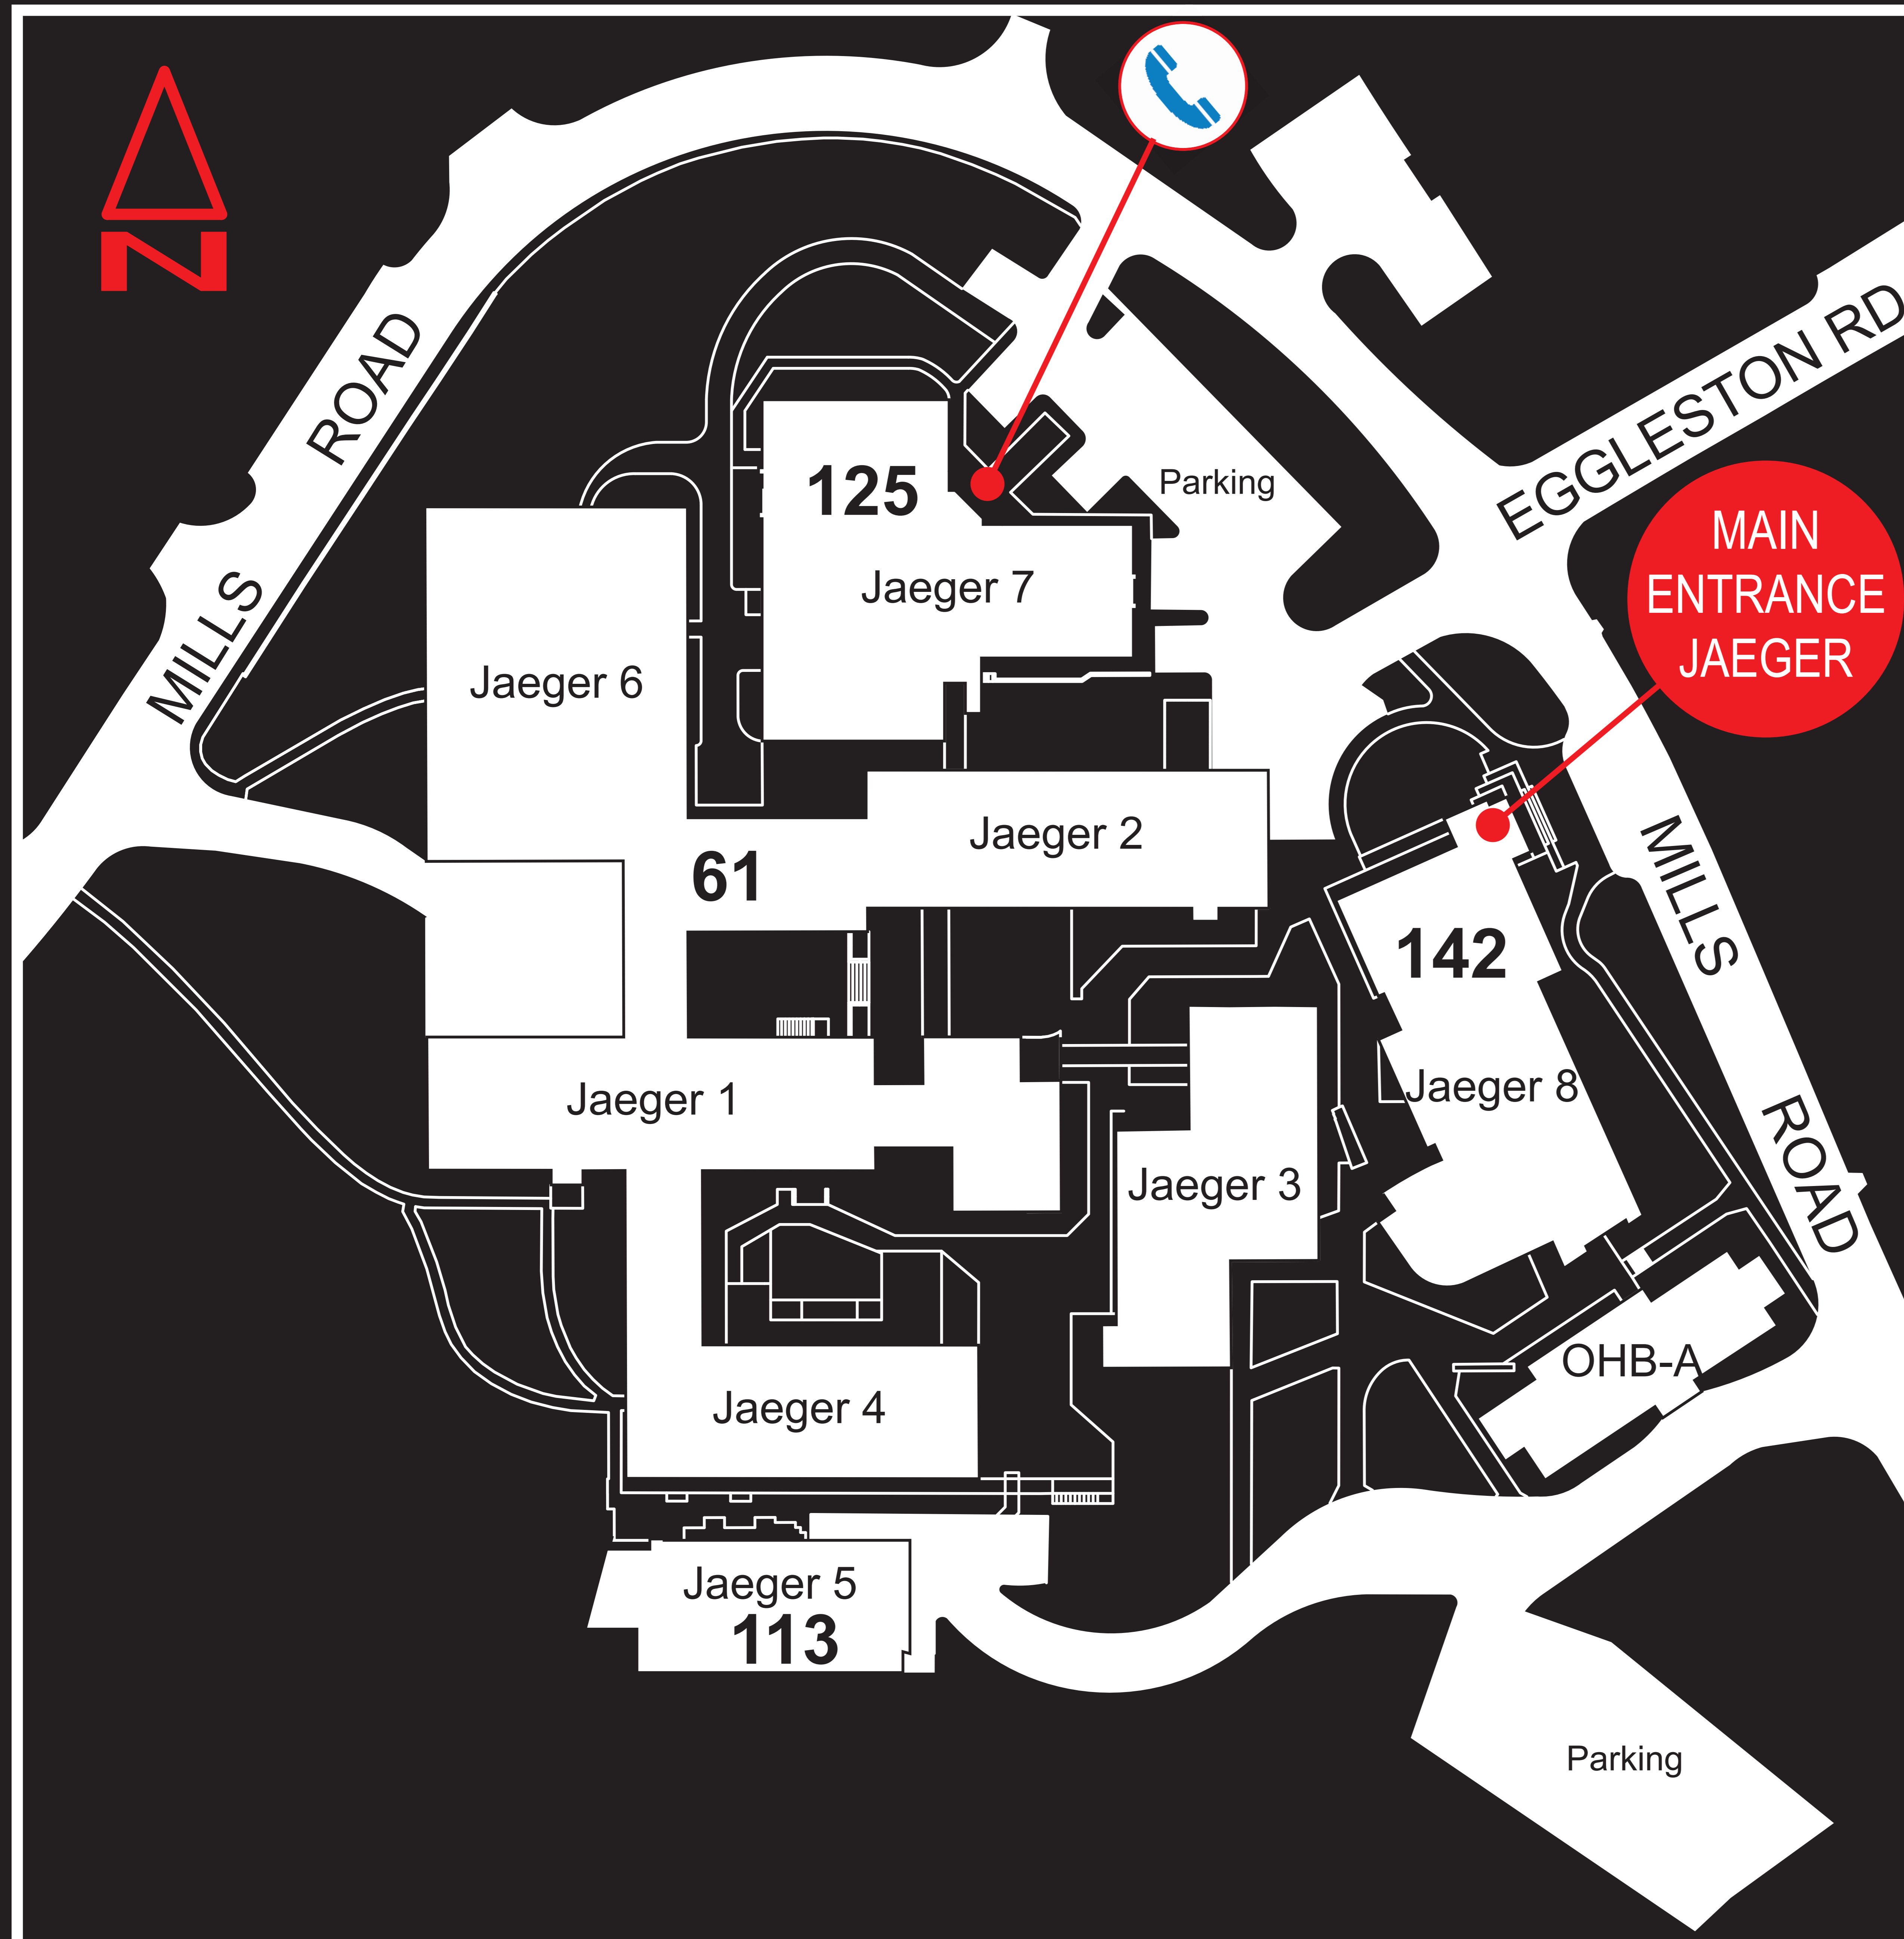 N
MILLS
ROAD
EGGLESTON RD
MAIN
ENTRANCE
JAEGER
125
Parking
Jaeger 7
Jaeger 6
Jaeger 2
61
MILLS
ROAD
142
Jaeger 8
Jaeger 1
Jaeger 3
OHB-A
Jaeger 4
Jaeger 5
113
Parking